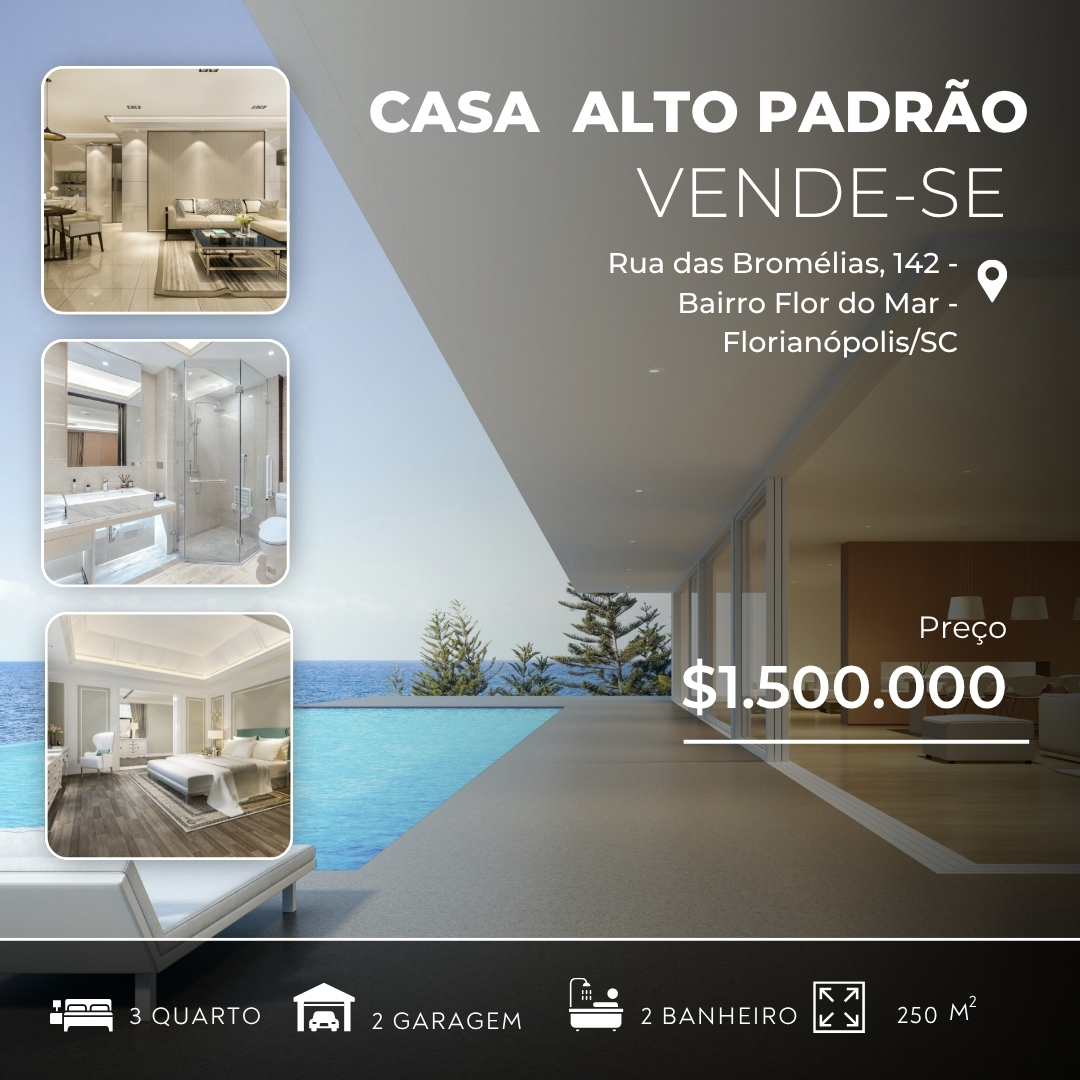 CASA ALTO PADRÃO
VENDE-SE
Rua das Bromélias, 142 -
Bairro Flor do Mar -
Florianópolis/SC
Preço
$1.500.000
3 QUARTO
2 GARAGEM
2 BANHEIRO
250 M²